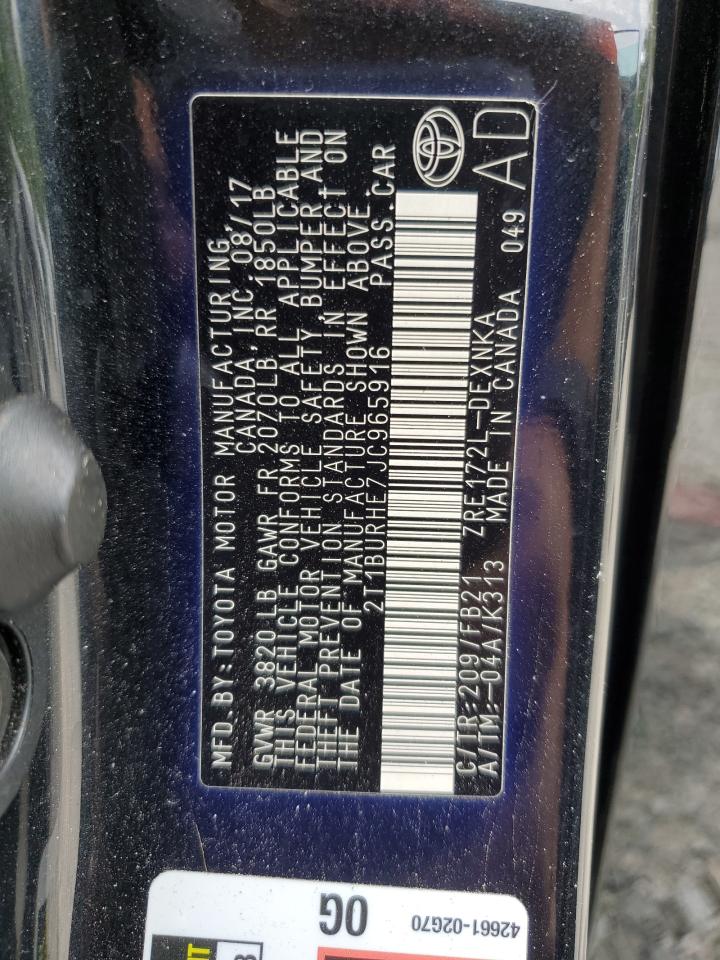 MFD.BY:TOYOTA MOTOR MANUFACTURING,
CANADA,INC.08/17
GVWR 3820LB GAWR FR 2070LB RR 1850LB
THIS VEHICLE CONFORMS TO ALL APPLICABLE
FEDERAL MOTOR VEHICLE SAFETY, BUMPER AND
THEFT PREVENTION STANDARDS IN EFFECT ON
THE DATE OF MANUFACTURE SHOWN ABOVE.
2T1BURHE7JC965916 PASS.CAR
C/TR:209/FB21 ZRE172L-DEXNKA
A/TM:-04A/K313 MADE IN CANADA 049
AD
0G
42661-02G70